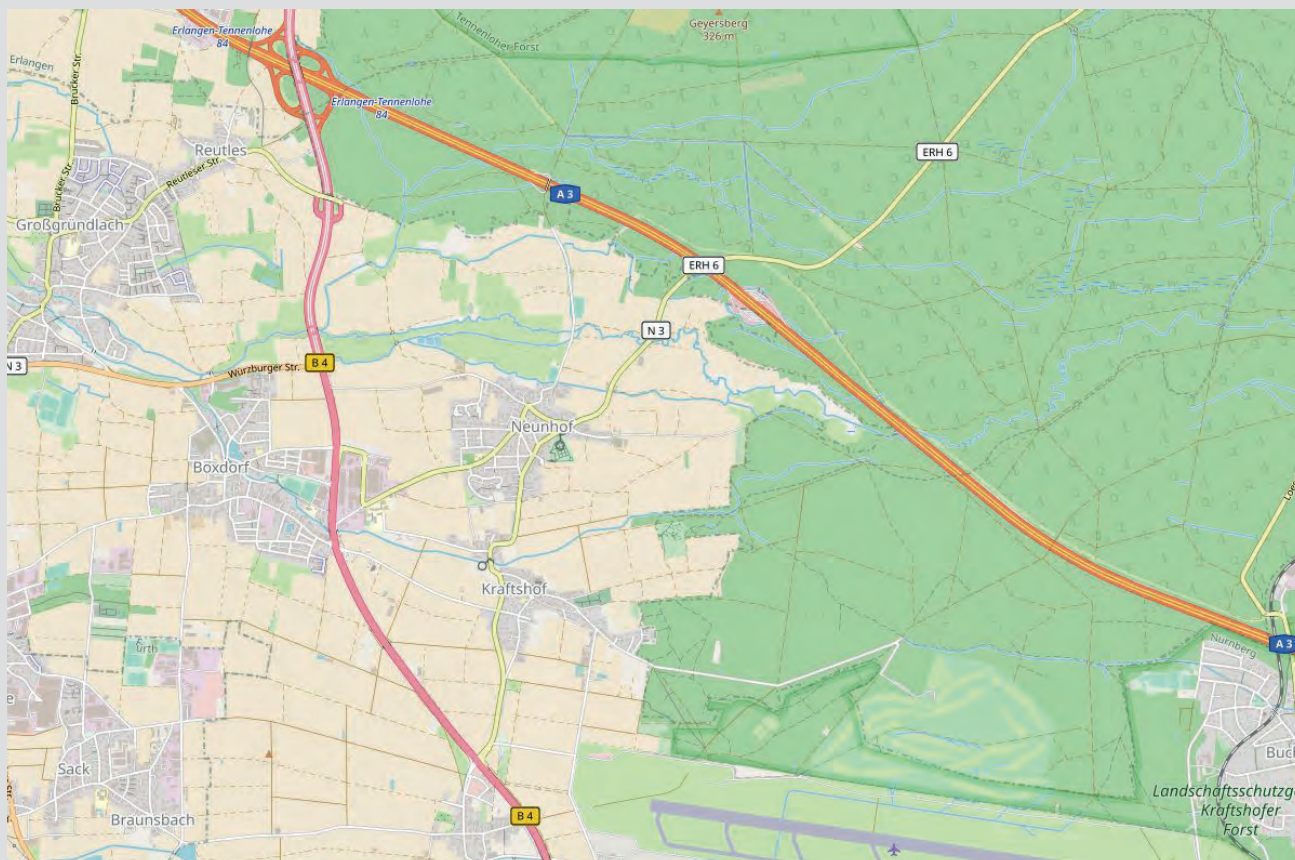 Erlangen-Tennenlohe
84
Tennenloher Forst
Geyersberg
326 m
Erlangen
Brucker Str.
Erlangen-Tennenlohe
84
Reutles
ERH 6
Reutleser Str.
Brucker Str.
A 3
Großgründlach
ERH 6
N 3
B 4
N 3
Würzburger Str.
Neunhof
Boxdorf
Kraftshof
A 3
Nürnberg
ürth
Sack
Buch
Landschaftsschutzg
Kraftshofer
Forst
Braunsbach
B 4